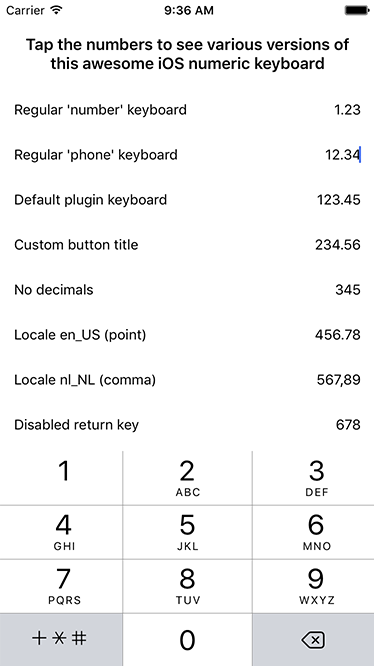 Carrier 9:36 AM
Tap the numbers to see various versions of
this awesome iOS numeric keyboard
Regular 'number' keyboard 1.23
Regular 'phone' keyboard 12.34
Default plugin keyboard 123.45
Custom button title 234.56
No decimals 345
Locale en_US (point) 456.78
Locale nl_NL (comma) 567,89
Disabled return key 678
1 2 3
ABC DEF
4 5 6
GHI JKL MNO
7 8 9
PQRS TUV WXYZ
+*# 0